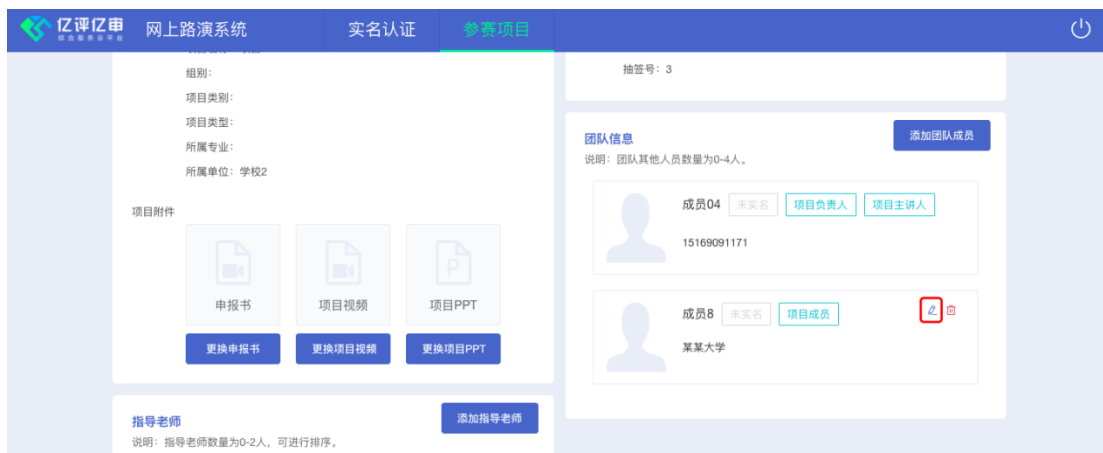 亿评亿审
综合服务云平台
网上路演系统
实名认证
参赛项目
组别：
项目类别：
项目类型：
所属专业：
所属单位：学校2
项目附件
申报书
项目视频
项目PPT
更换申报书
更换项目视频
更换项目PPT
指导老师
添加指导老师
说明：指导老师数量为0-2人，可进行排序。
抽签号：3
团队信息
添加团队成员
说明：团队其他人员数量为0-4人。
成员04 未实名 项目负责人 项目主讲人
15169091171
成员8 未实名 项目成员
某某大学